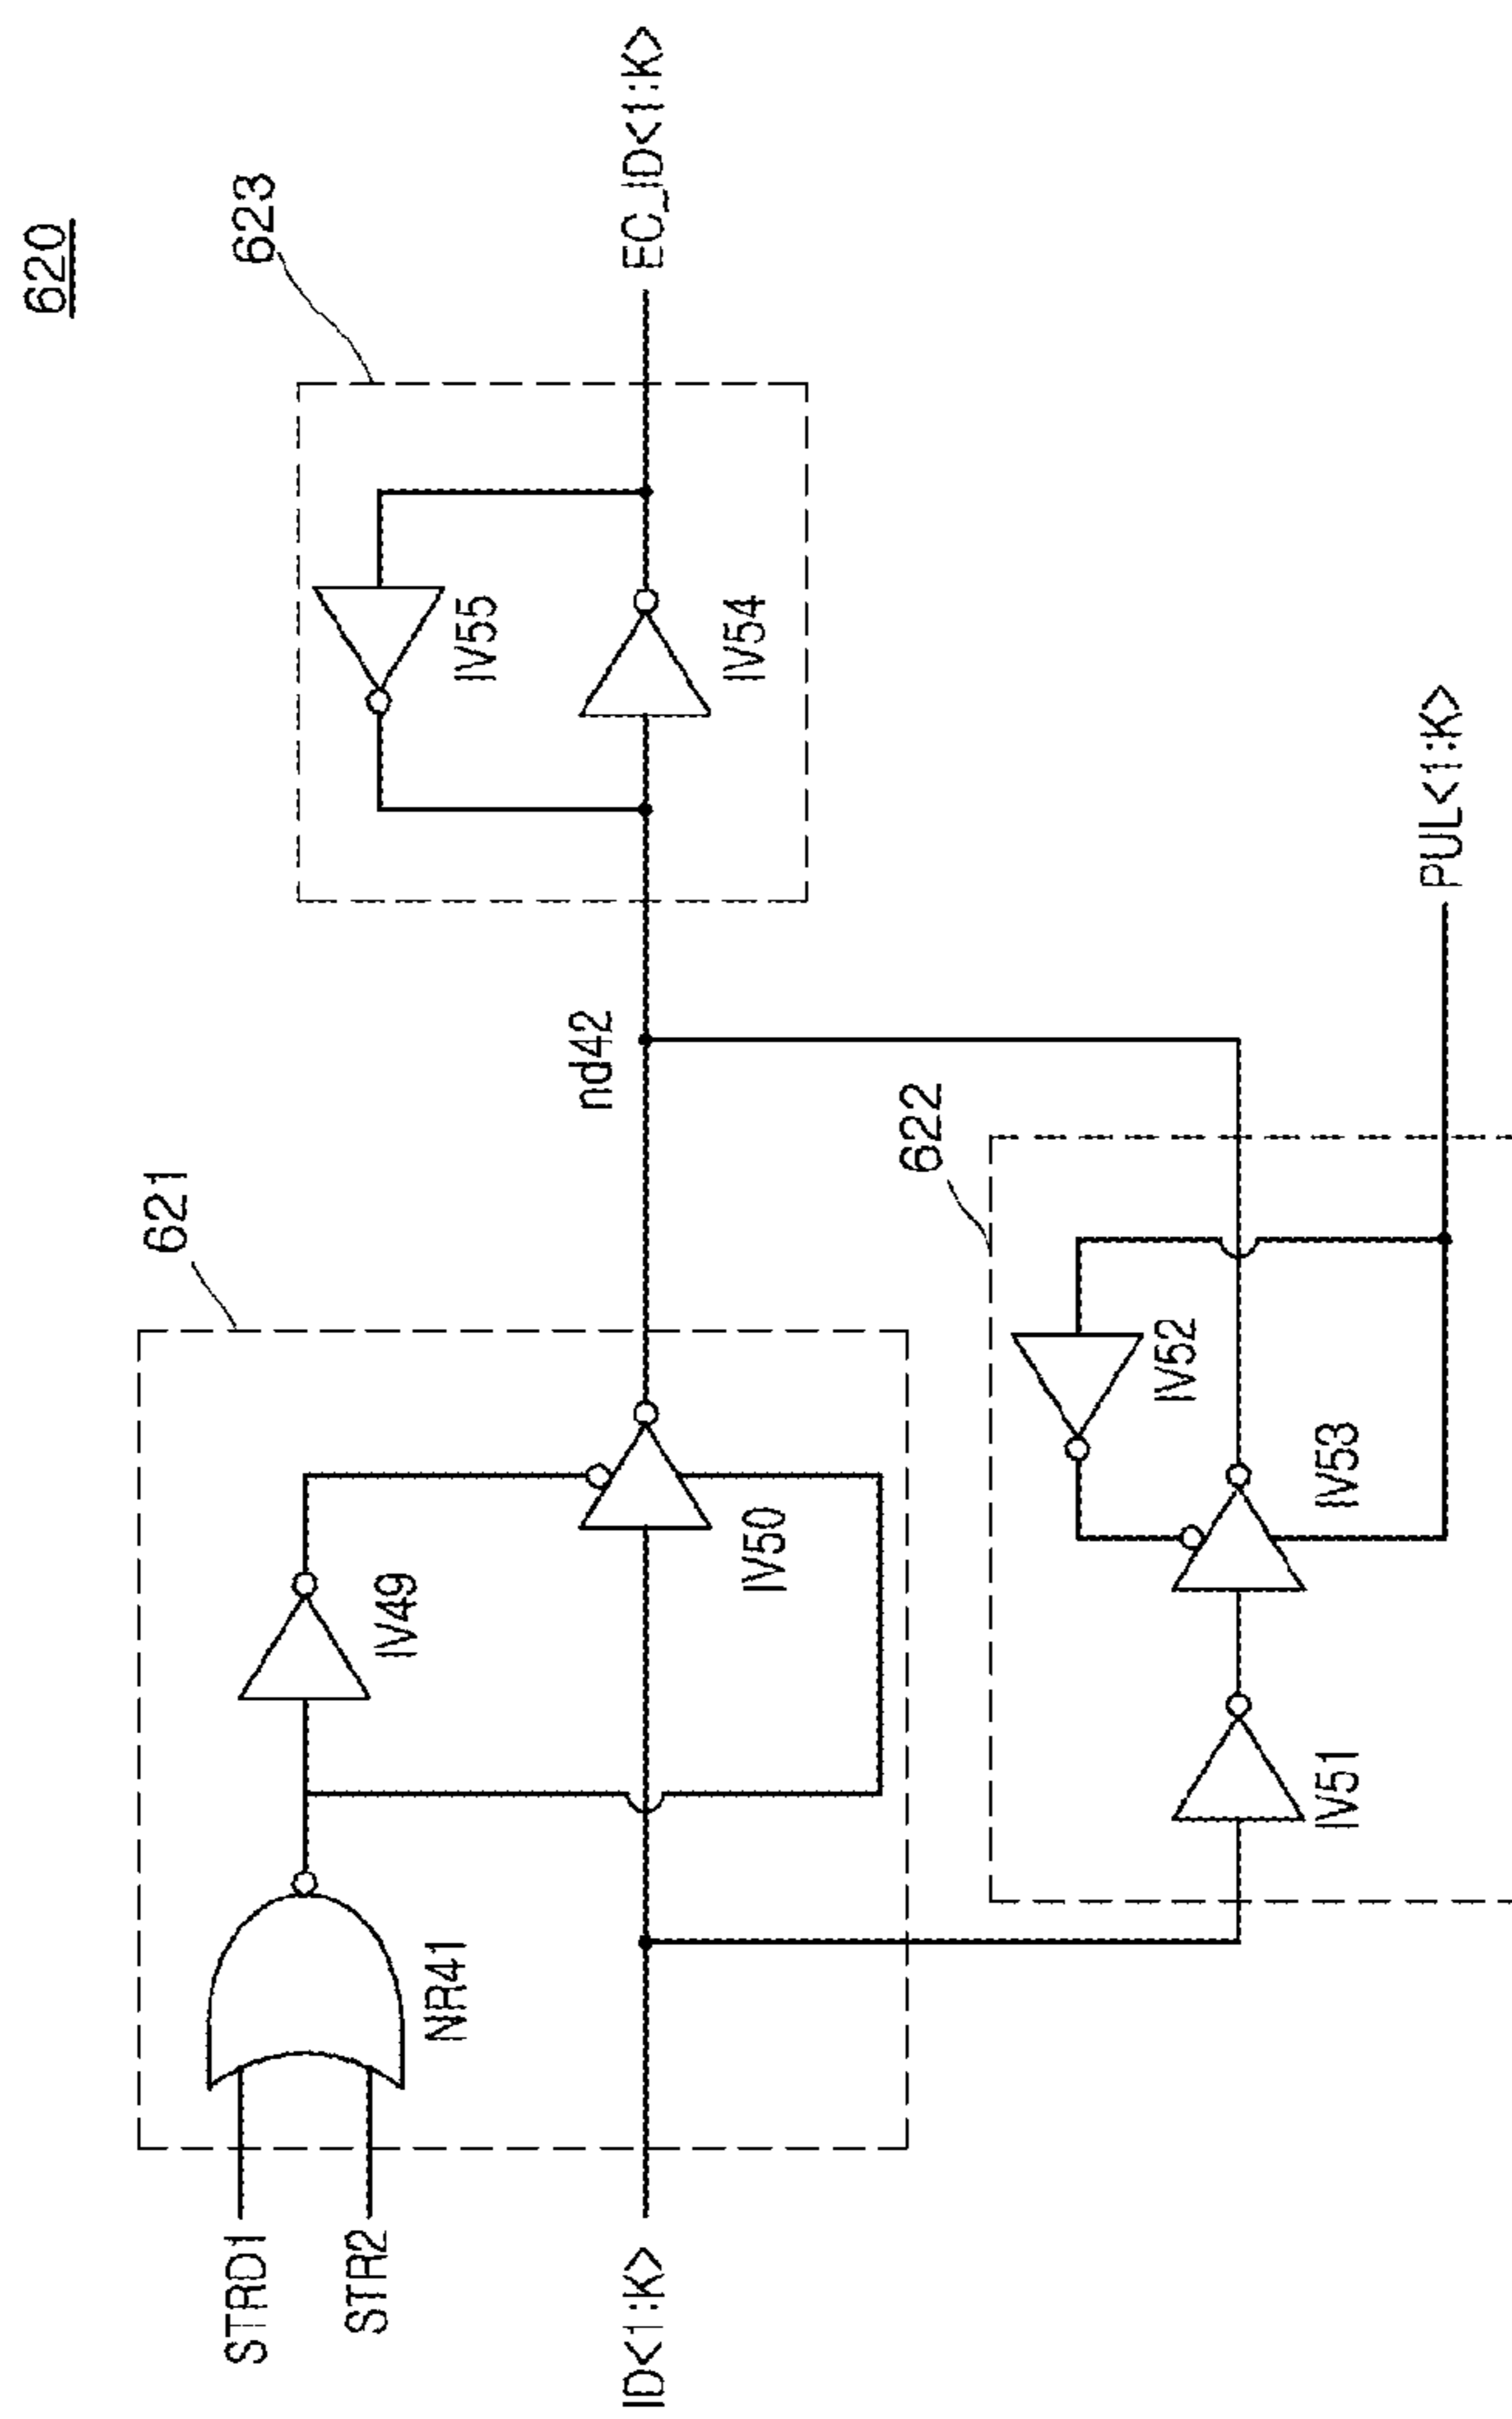 620
621
622
623
STRD1
STR2
NR41
IV49
IV50
ID<1:K>
nd42
IV55
IV54
EC_ID<1:K>
IV51
IV52
IV53
PUL<1:K>